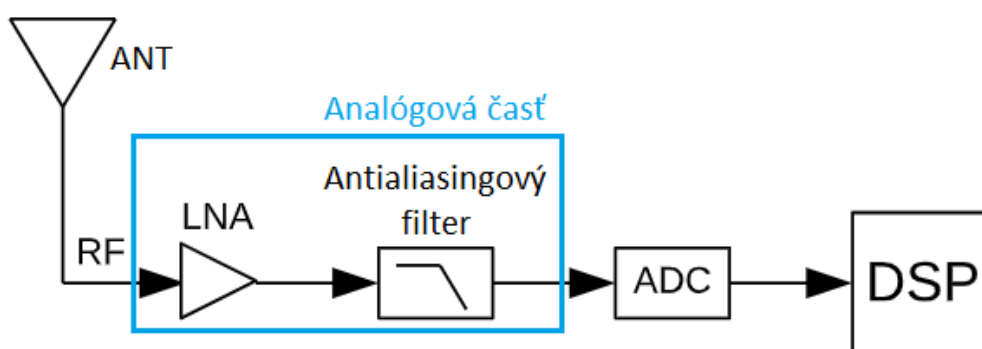 ANT
Analógová časť
Antialiasingový
filter
LNA
RF
ADC
DSP